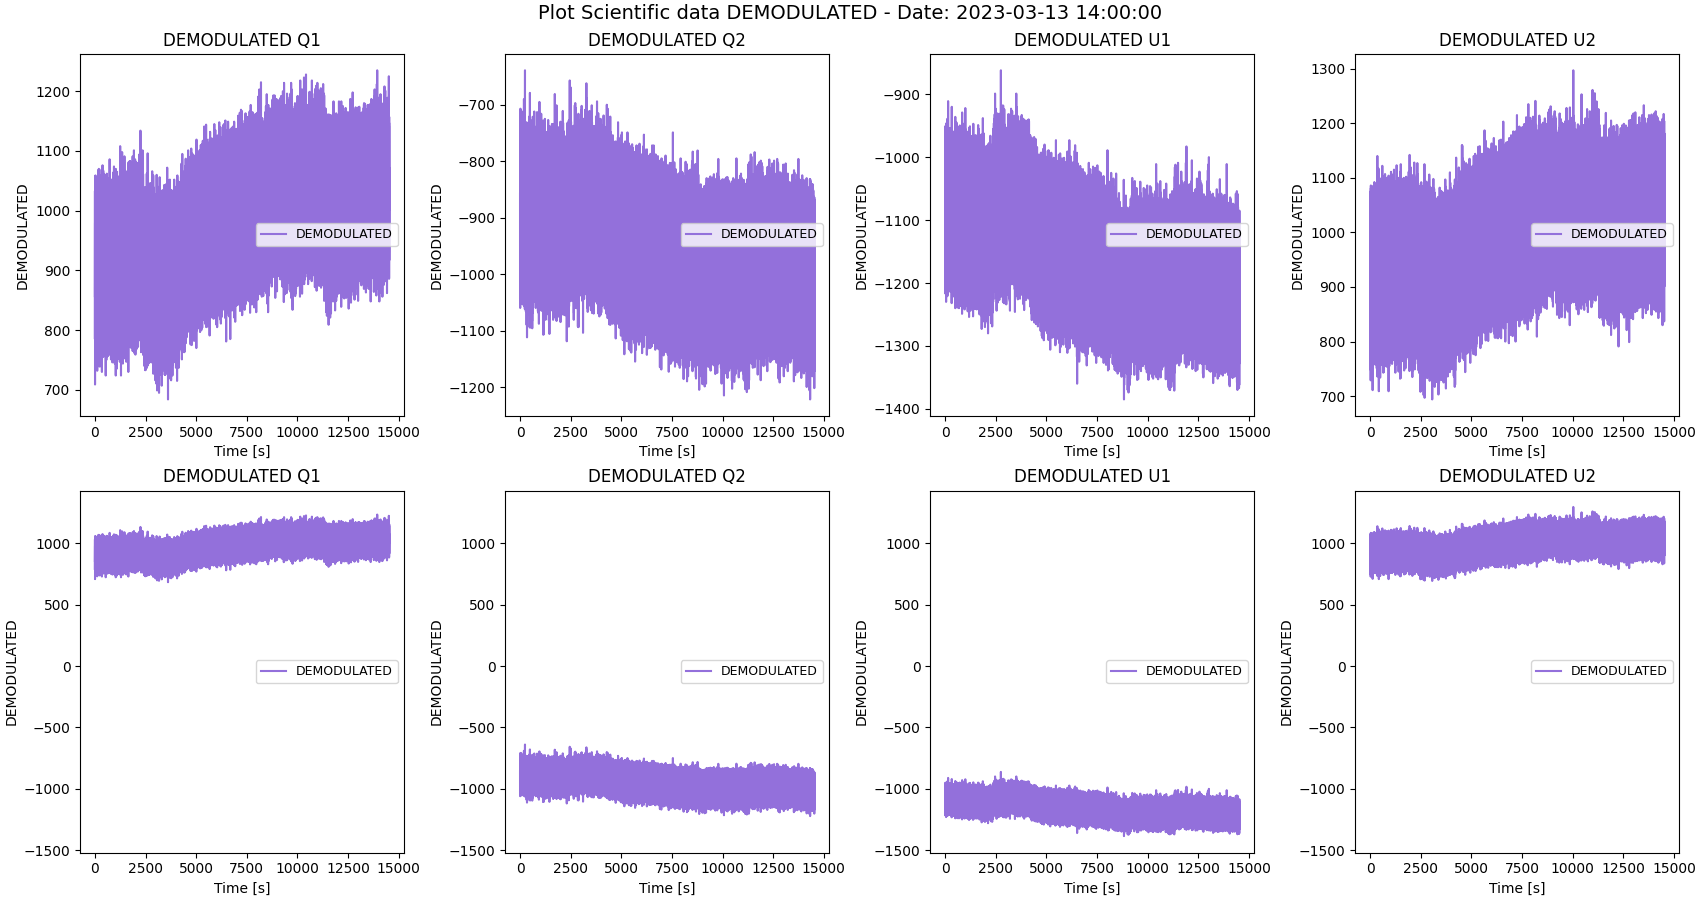 Plot Scientific data DEMODULATED - Date: 2023-03-13 14:00:00
DEMODULATED Q1
DEMODULATED
1200
1100
1000
900
800
700
DEMODULATED
0 2500 5000 7500 10000 12500 15000
Time [s]
DEMODULATED Q2
DEMODULATED
−700
−800
−900
−1000
−1100
−1200
DEMODULATED
0 2500 5000 7500 10000 12500 15000
Time [s]
DEMODULATED U1
DEMODULATED
−900
−1000
−1100
−1200
−1300
−1400
DEMODULATED
0 2500 5000 7500 10000 12500 15000
Time [s]
DEMODULATED U2
DEMODULATED
1300
1200
1100
1000
900
800
700
DEMODULATED
0 2500 5000 7500 10000 12500 15000
Time [s]
DEMODULATED Q1
DEMODULATED
1000
500
0
−500
−1000
−1500
DEMODULATED
0 2500 5000 7500 10000 12500 15000
Time [s]
DEMODULATED Q2
DEMODULATED
1000
500
0
−500
−1000
−1500
DEMODULATED
0 2500 5000 7500 10000 12500 15000
Time [s]
DEMODULATED U1
DEMODULATED
1000
500
0
−500
−1000
−1500
DEMODULATED
0 2500 5000 7500 10000 12500 15000
Time [s]
DEMODULATED U2
DEMODULATED
1000
500
0
−500
−1000
−1500
DEMODULATED
0 2500 5000 7500 10000 12500 15000
Time [s]